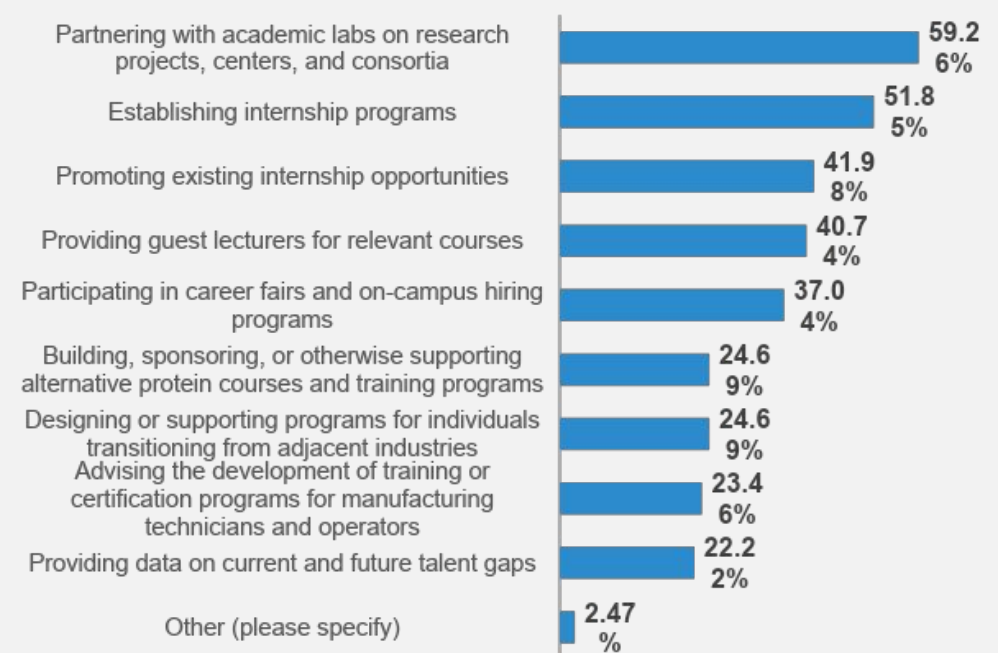 Partnering with academic labs on research
projects, centers, and consortia
59.2
6%
Establishing internship programs
51.8
5%
Promoting existing internship opportunities
41.9
8%
Providing guest lecturers for relevant courses
40.7
4%
Participating in career fairs and on-campus hiring
programs
37.0
4%
Building, sponsoring, or otherwise supporting
alternative protein courses and training programs
24.6
9%
Designing or supporting programs for individuals
transitioning from adjacent industries
24.6
9%
Advising the development of training or
certification programs for manufacturing
technicians and operators
23.4
6%
Providing data on current and future talent gaps
22.2
2%
Other (please specify)
2.47
%